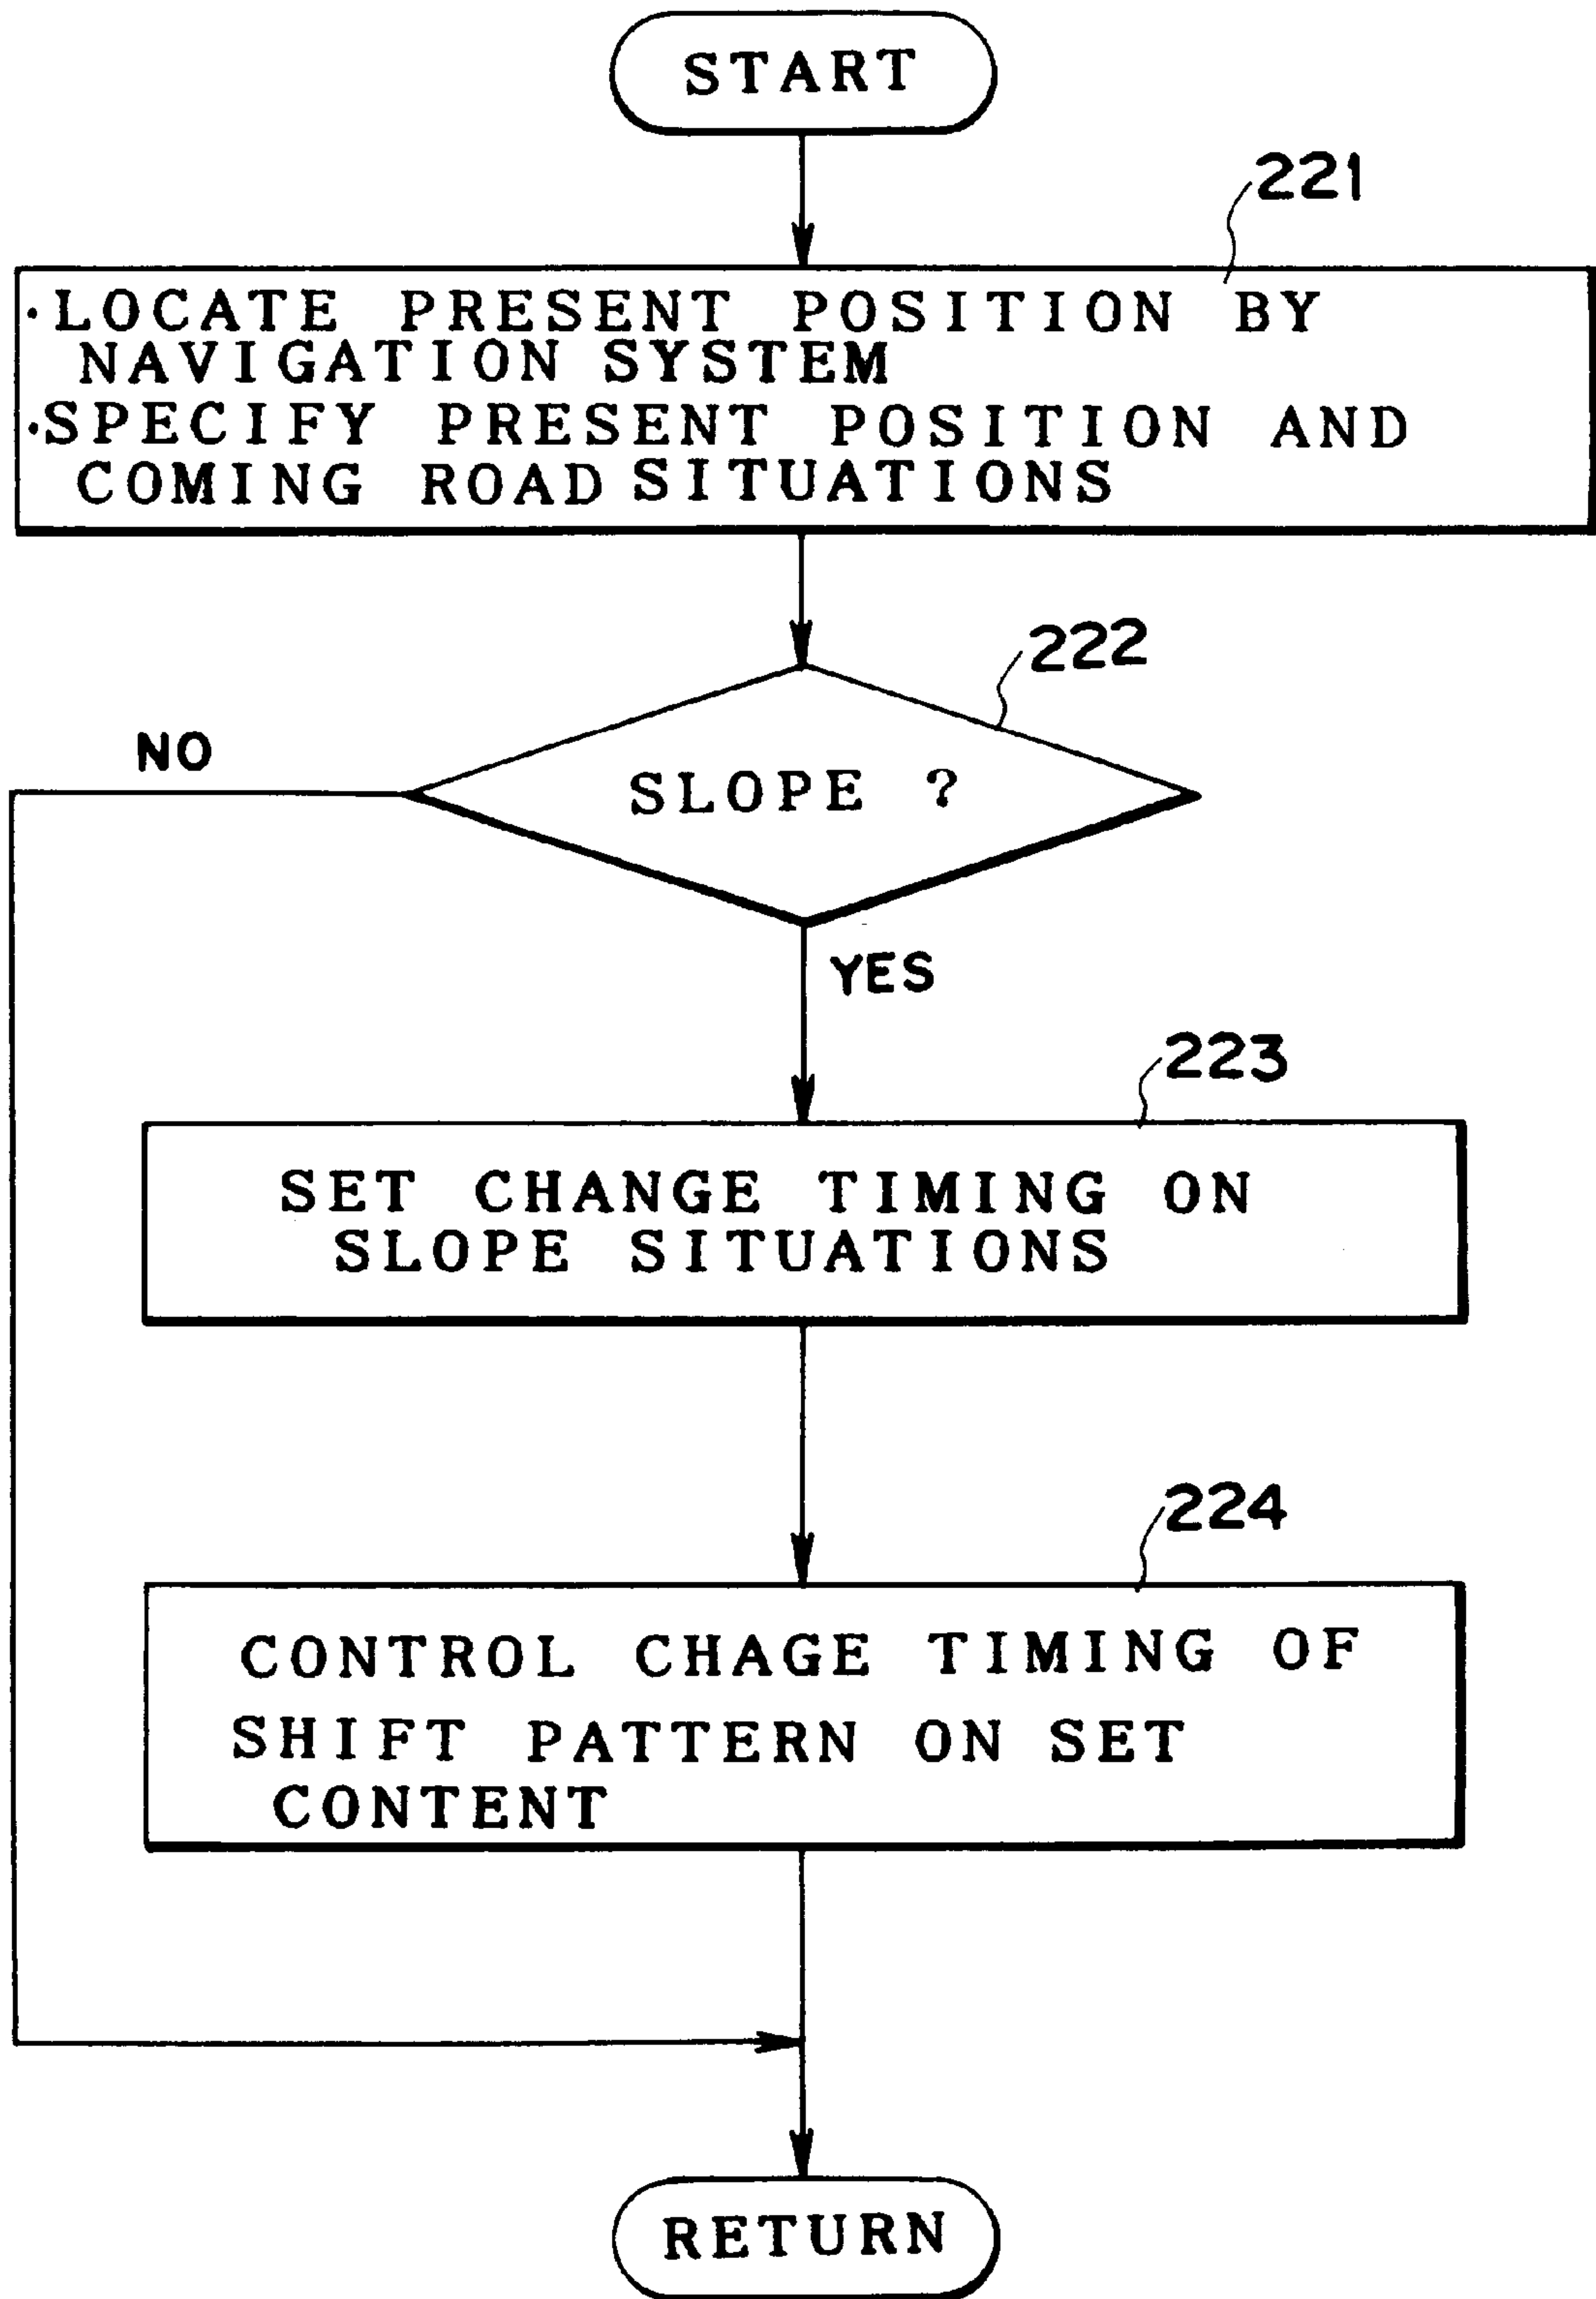 START
221
·LOCATE PRESENT POSITION BY
NAVIGATION SYSTEM
·SPECIFY PRESENT POSITION AND
COMING ROAD SITUATIONS
222
NO
SLOPE ?
YES
223
SET CHANGE TIMING ON
SLOPE SITUATIONS
224
CONTROL CHAGE TIMING OF
SHIFT PATTERN ON SET
CONTENT
RETURN